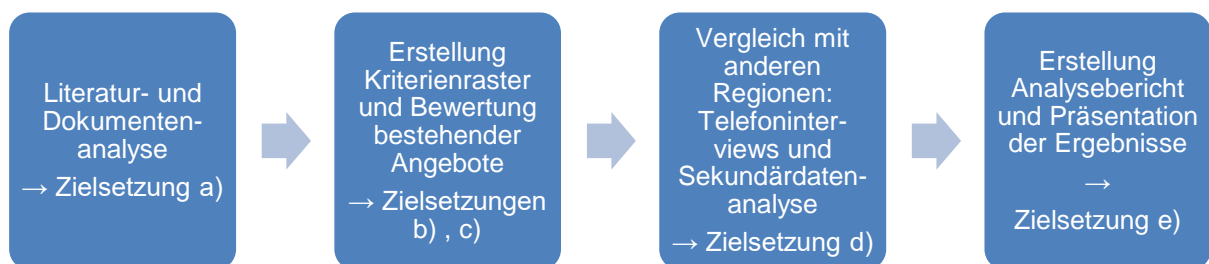 Literatur- und
Dokumenten-
analyse
→ Zielsetzung a)
Erstellung
Kriterienraster
und Bewertung
bestehender
Angebote
→ Zielsetzungen
b) , c)
Vergleich mit
anderen
Regionen:
Telefoninter-
views und
Sekundärdaten-
analyse
→ Zielsetzung d)
Erstellung
Analysebericht
und Präsentation
der Ergebnisse
→
Zielsetzung e)